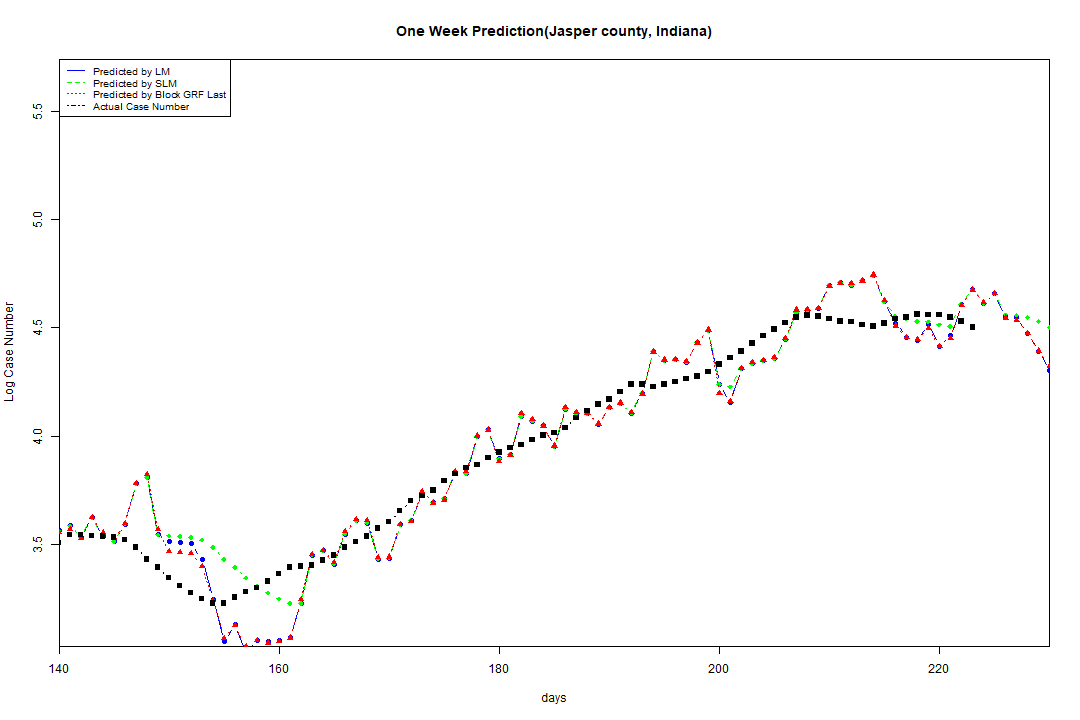 One Week Prediction(Jasper county, Indiana)
Predicted by LM
Predicted by SLM
Predicted by Block GRF Last
Actual Case Number
5.5
5.0
4.5
4.0
3.5
Log Case Number
140
160
180
200
220
days